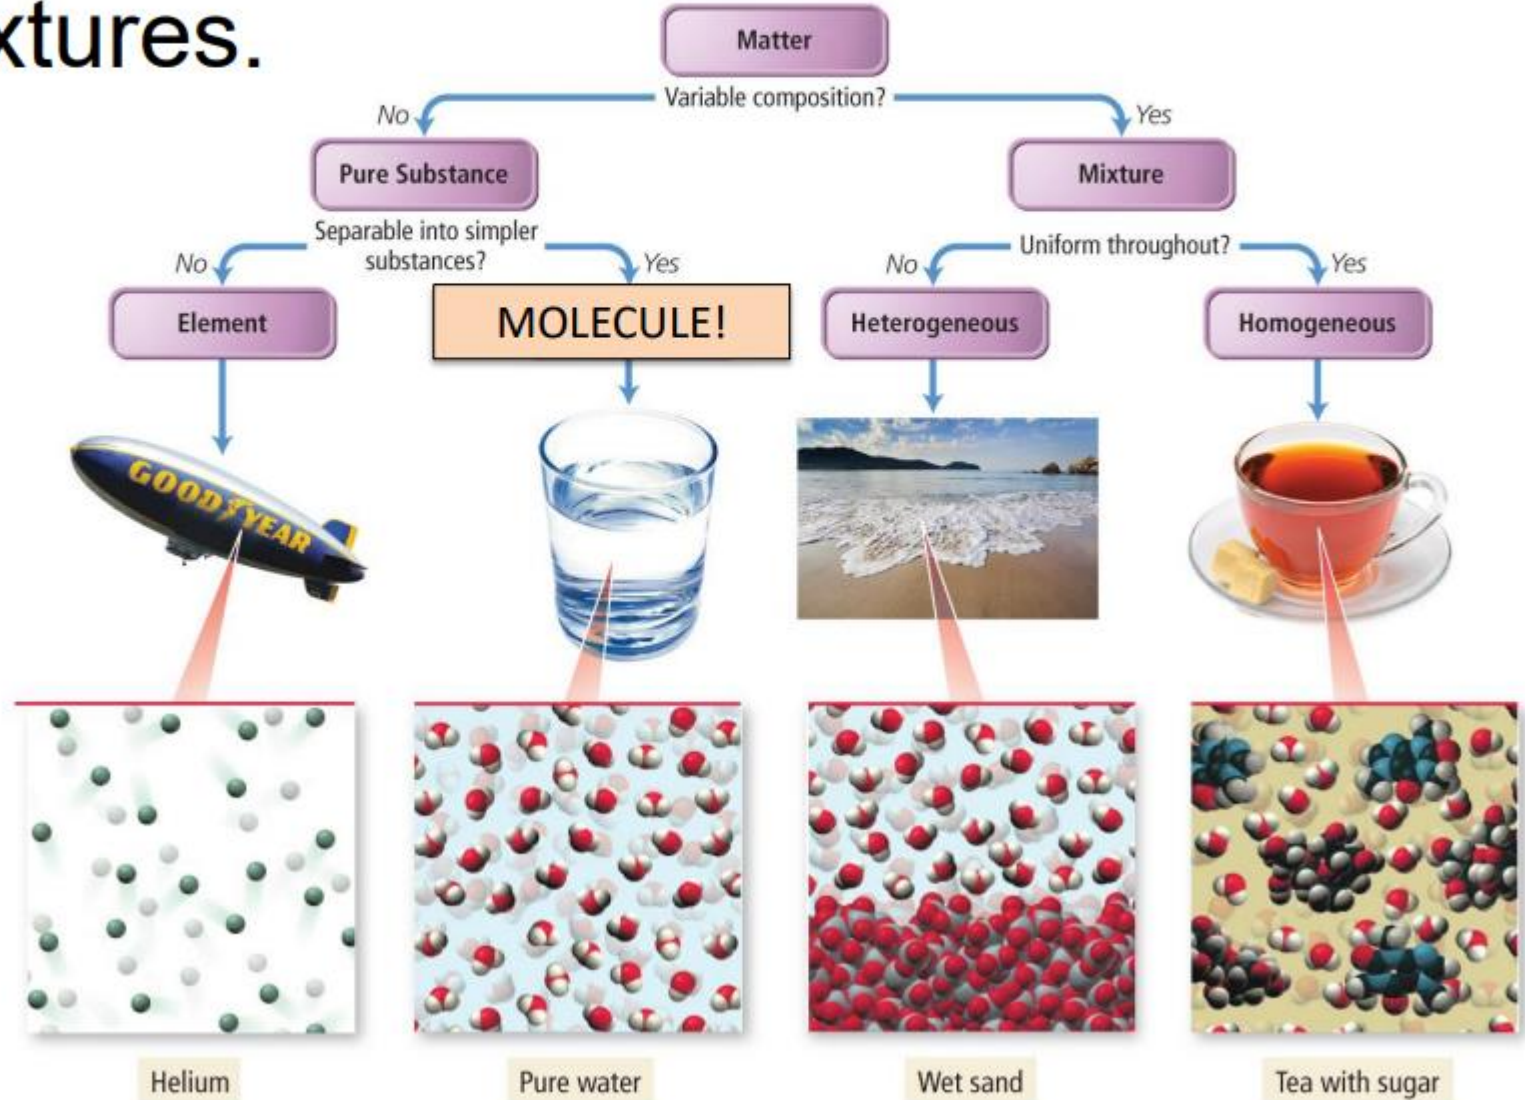 xtures.
Matter
Variable composition?
No
Yes
Pure Substance
Mixture
Separable into simpler
substances?
No
Yes
Uniform throughout?
No
Yes
Element
MOLECULE!
Heterogeneous
Homogeneous
GOODYEAR
Helium
Pure water
Wet sand
Tea with sugar